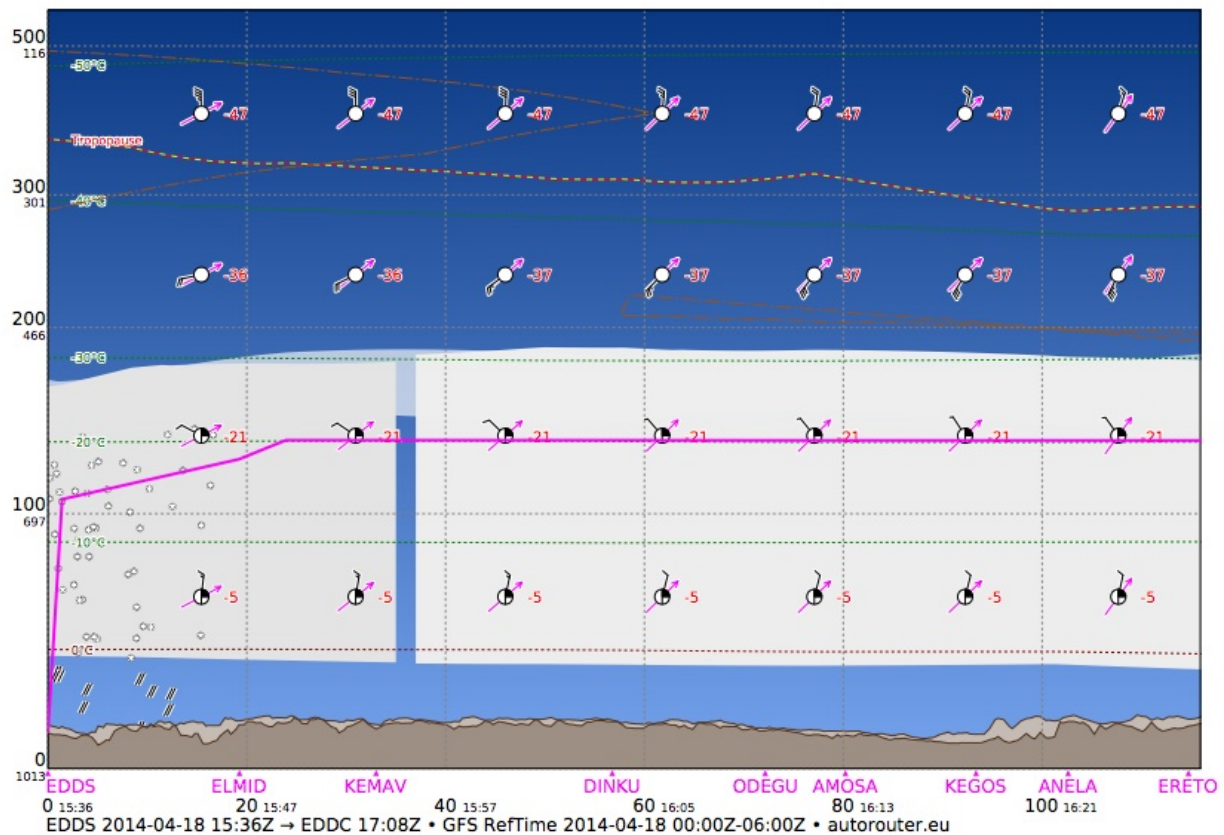 500
116
-50°C
-47 -47 -47 -47 -47 -47 -47
Tropopause
300
301
-40°C
-36 -36 -37 -37 -37 -37 -37
200
466
-30°C
-21 -21 -21 -21 -21 -21 -21
-20°C
100
697
-10°C
-5 -5 -5 -5 -5 -5 -5
0°C
0
1013
EDDS ELMID KEMAV DINKU ODEGU AMOSA KEGOS ANELA ERETO
0 15:36 20 15:47 40 15:57 60 16:05 80 16:13 100 16:21
EDDS 2014-04-18 15:36Z → EDDC 17:08Z • GFS RefTime 2014-04-18 00:00Z-06:00Z • autorouter.eu